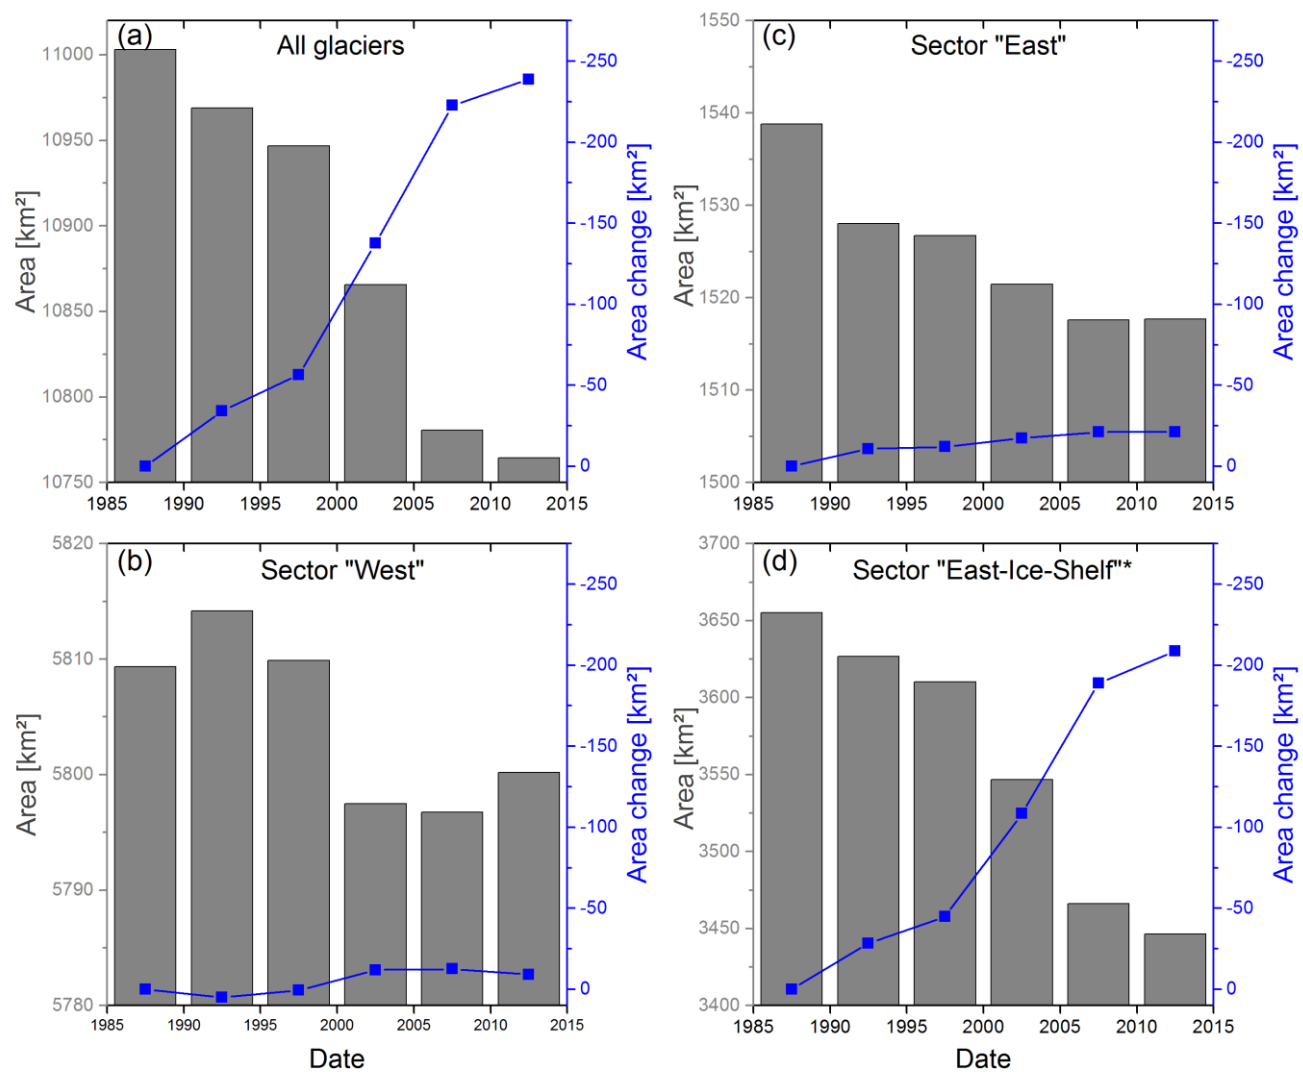 (a) All glaciers
11000
10950
10900
10850
10800
10750
Area [km²]
-250
-200
-150
-100
-50
0
Area change [km²]
1985 1990 1995 2000 2005 2010 2015
(c) Sector "East"
1550
1540
1530
1520
1510
1500
Area [km²]
-250
-200
-150
-100
-50
0
Area change [km²]
1985 1990 1995 2000 2005 2010 2015
(b) Sector "West"
5820
5810
5800
5790
5780
Area [km²]
-250
-200
-150
-100
-50
0
Area change [km²]
1985 1990 1995 2000 2005 2010 2015
Date
(d) Sector "East-Ice-Shelf"*
3700
3650
3600
3550
3500
3450
3400
Area [km²]
-250
-200
-150
-100
-50
0
Area change [km²]
1985 1990 1995 2000 2005 2010 2015
Date